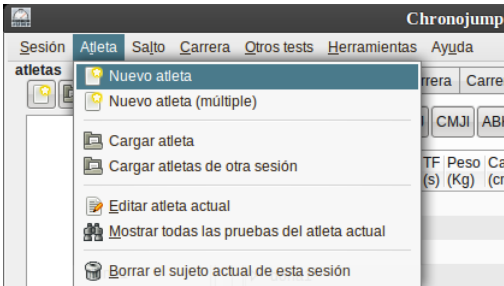 Chronojump
Sesión Atleta Salto Carrera Otros tests Herramientas Ayuda
atletas
Nuevo atleta
Nuevo atleta (múltiple)
Cargar atleta
Cargar atletas de otra sesión
Editar atleta actual
Mostrar todas las pruebas del atleta actual
Borrar el sujeto actual de esta sesión
rrera Carre
CMJI ABI
TF Peso Ca
(s) (Kg) (cr